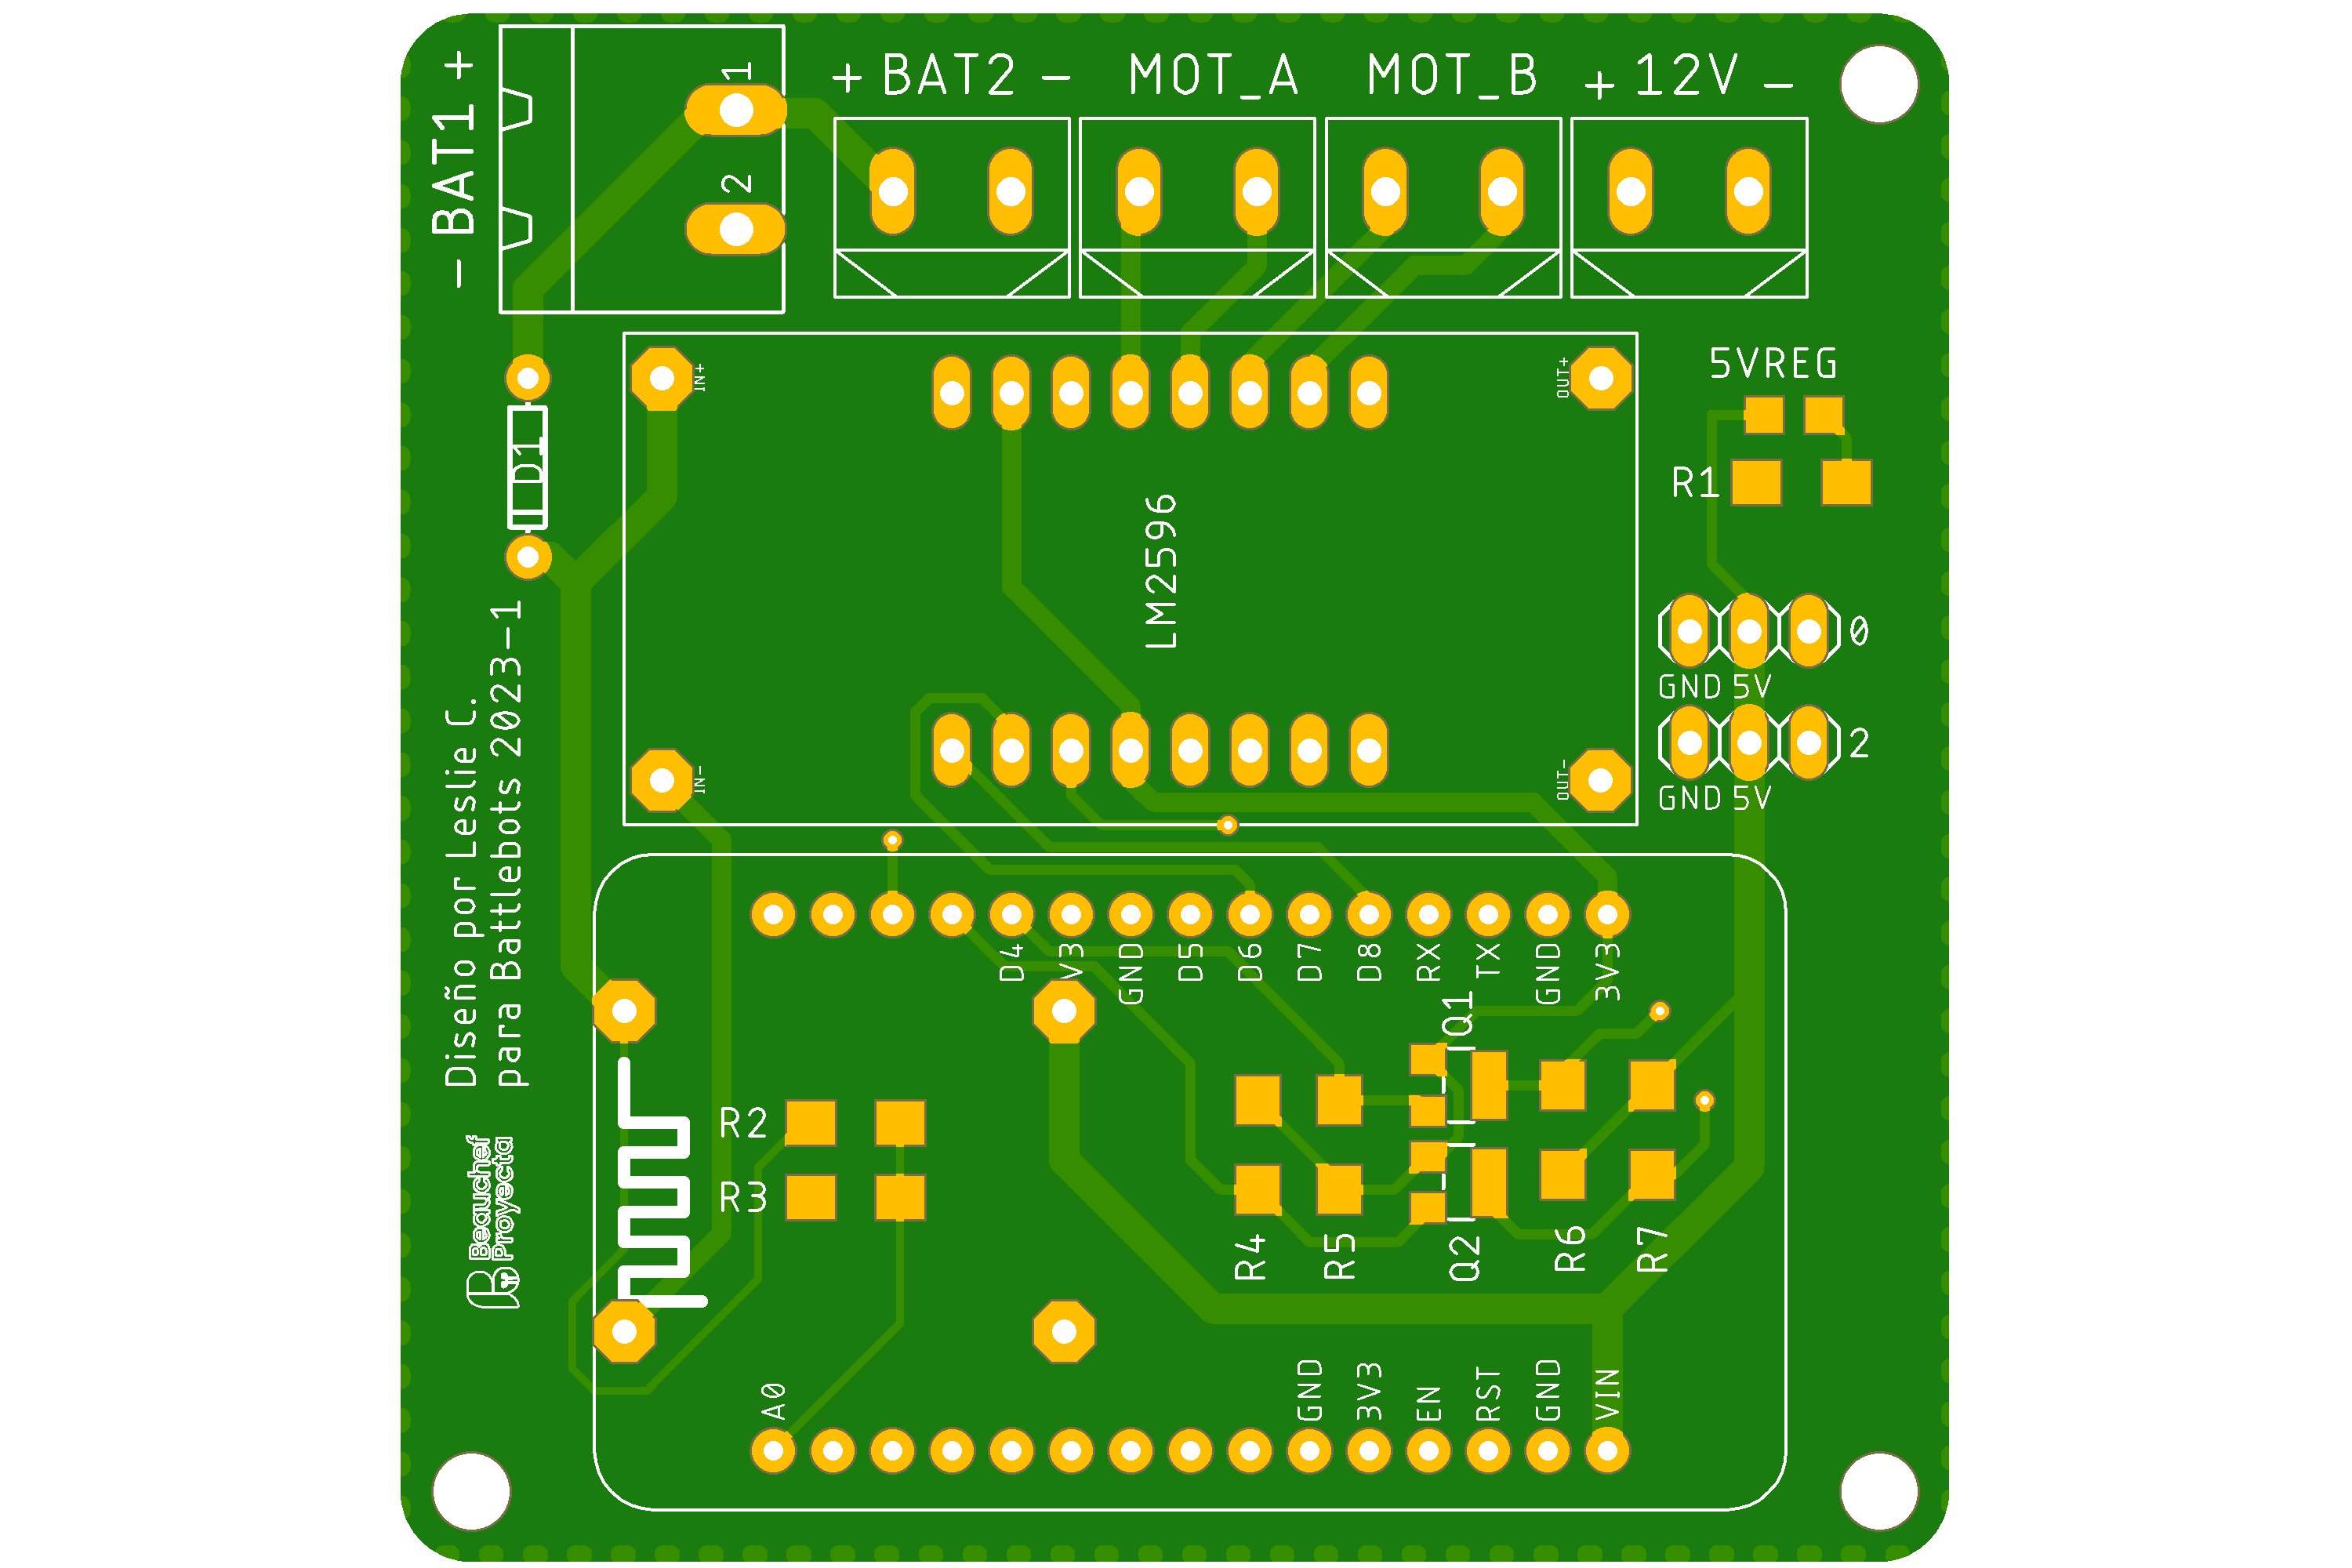 + BAT2 -
MOT_A
MOT_B
+ 12V -
- BAT1 +
1
2
IN+
OUT+
5VREG
D1
R1
LM2596
0
GND 5V
2
GND 5V
IN-
OUT-
Diseño por Leslie C.
para Battlebots 2023-1
D4
V3
GND
D5
D6
D7
D8
RX
TX
GND
3V3
Q1
R2
R3
Beauchef
Proyecta
R4
R5
Q2
R6
R7
A0
GND
3V3
EN
RST
GND
VIN